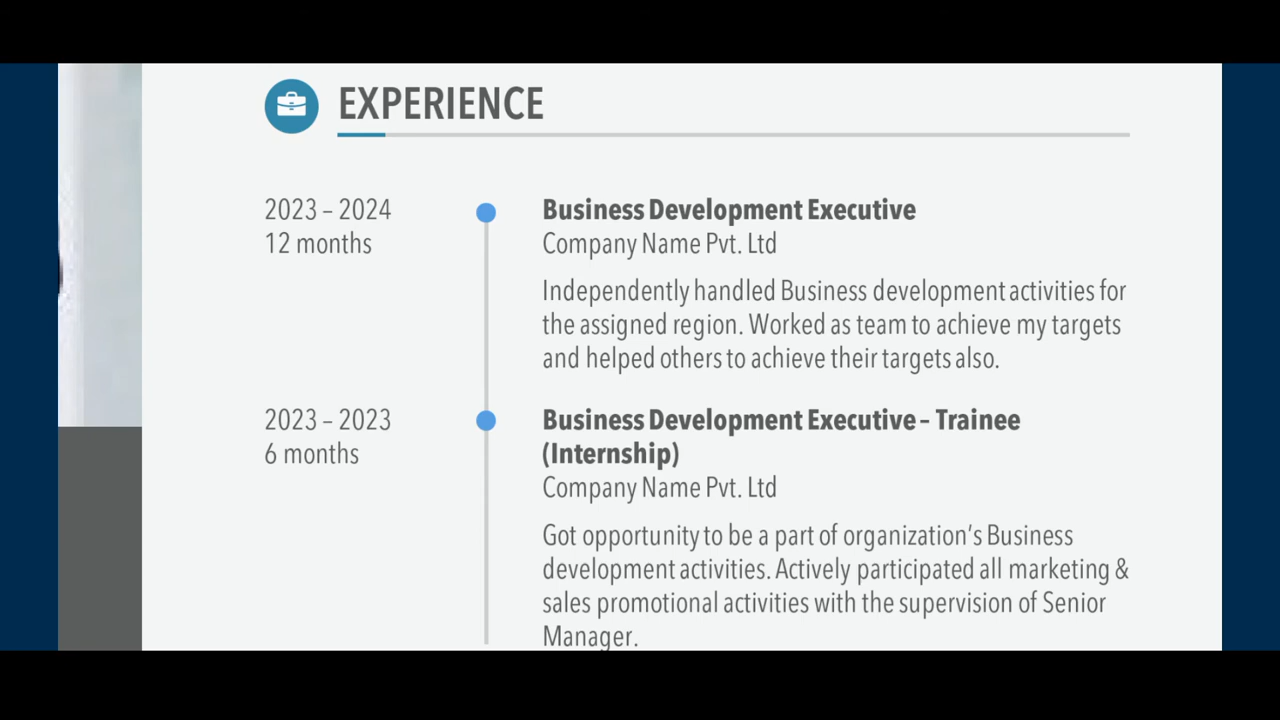 EXPERIENCE
2023 – 2024
12 months
Business Development Executive
Company Name Pvt. Ltd
Independently handled Business development activities for
the assigned region. Worked as team to achieve my targets
and helped others to achieve their targets also.
2023 – 2023
6 months
Business Development Executive – Trainee
(Internship)
Company Name Pvt. Ltd
Got opportunity to be a part of organization’s Business
development activities. Actively participated all marketing &
sales promotional activities with the supervision of Senior
Manager.